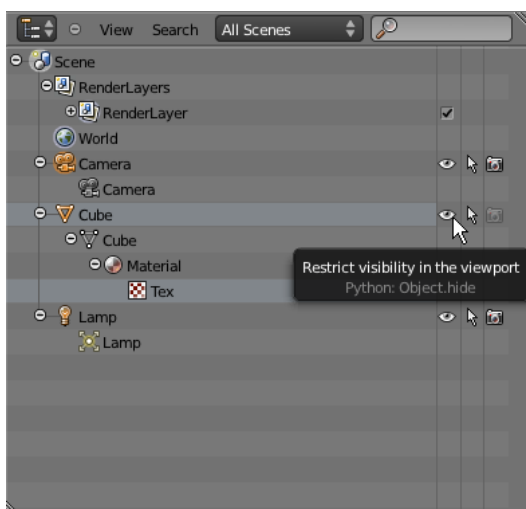 View Search All Scenes
Scene
RenderLayers
RenderLayer
World
Camera
Camera
Cube
Cube
Material
Restrict visibility in the viewport
Python: Object.hide
Tex
Lamp
Lamp